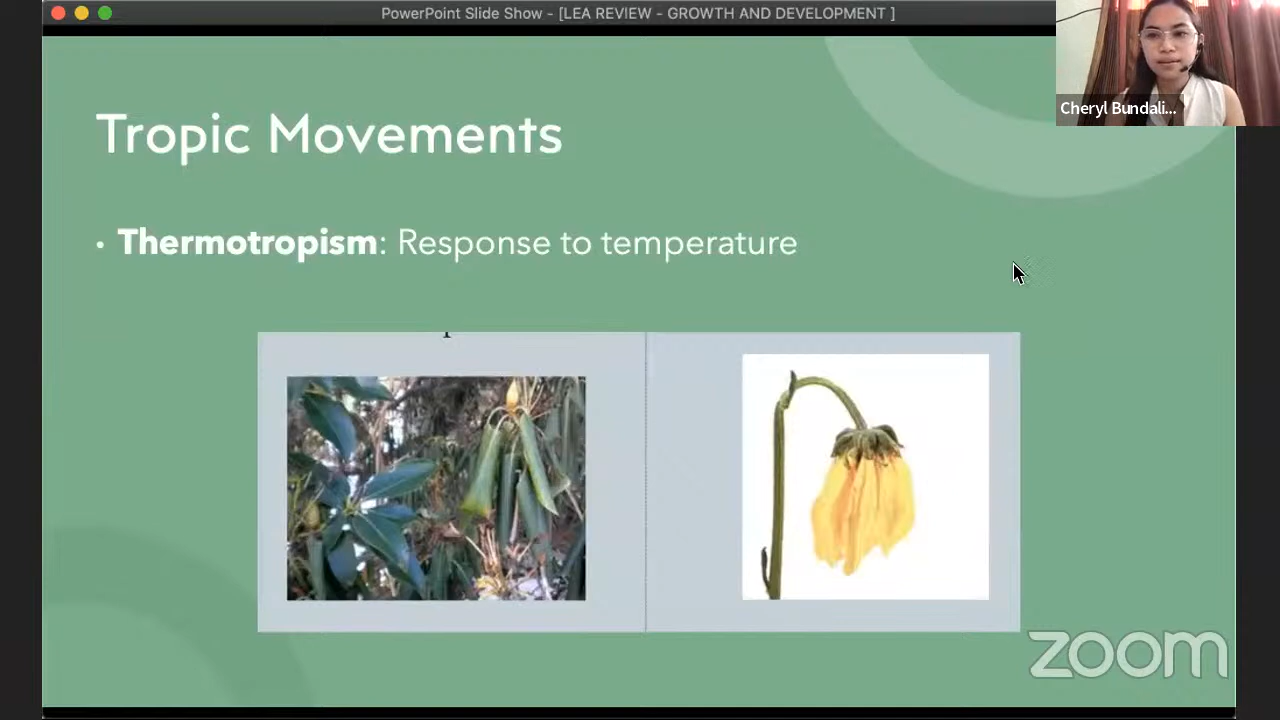 PowerPoint Slide Show - [LEA REVIEW - GROWTH AND DEVELOPMENT ]
Cheryl Bundali...
Tropic Movements
• Thermotropism: Response to temperature
zoom